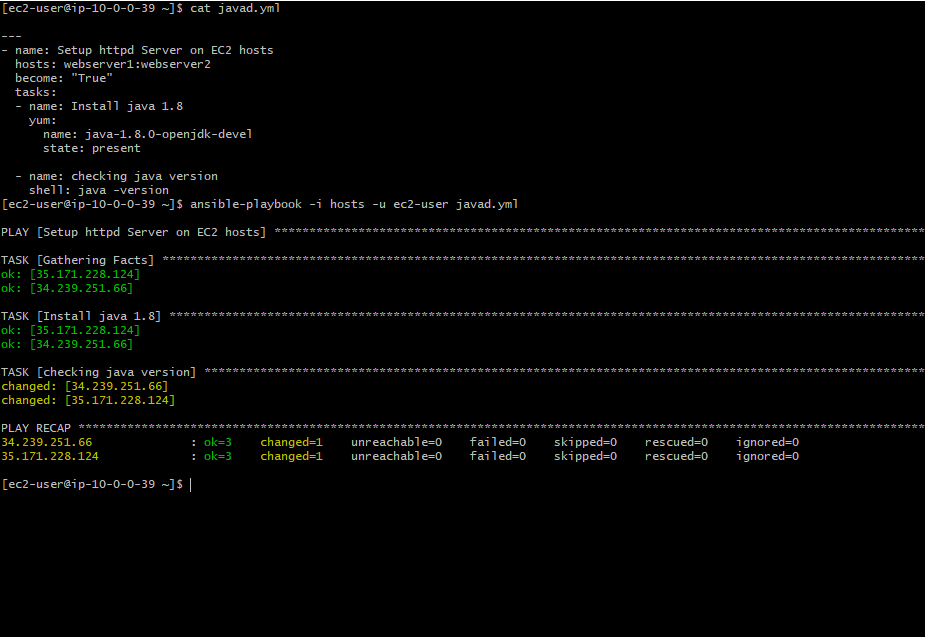 [ec2-user@ip-10-0-0-39 ~]$ cat javad.yml
---
- name: Setup httpd Server on EC2 hosts
  hosts: webserver1:webserver2
  become: "True"
  tasks:
  - name: Install java 1.8
    yum:
      name: java-1.8.0-openjdk-devel
      state: present
  - name: checking java version
    shell: java -version
[ec2-user@ip-10-0-0-39 ~]$ ansible-playbook -i hosts -u ec2-user javad.yml
PLAY [Setup httpd Server on EC2 hosts] *********************************************************************************************
TASK [Gathering Facts] *************************************************************************************************************
ok: [35.171.228.124]
ok: [34.239.251.66]
TASK [Install java 1.8] ************************************************************************************************************
ok: [35.171.228.124]
ok: [34.239.251.66]
TASK [checking java version] *******************************************************************************************************
changed: [34.239.251.66]
changed: [35.171.228.124]
PLAY RECAP *************************************************************************************************************************
34.239.251.66              : ok=3    changed=1    unreachable=0    failed=0    skipped=0    rescued=0    ignored=0
35.171.228.124             : ok=3    changed=1    unreachable=0    failed=0    skipped=0    rescued=0    ignored=0
[ec2-user@ip-10-0-0-39 ~]$